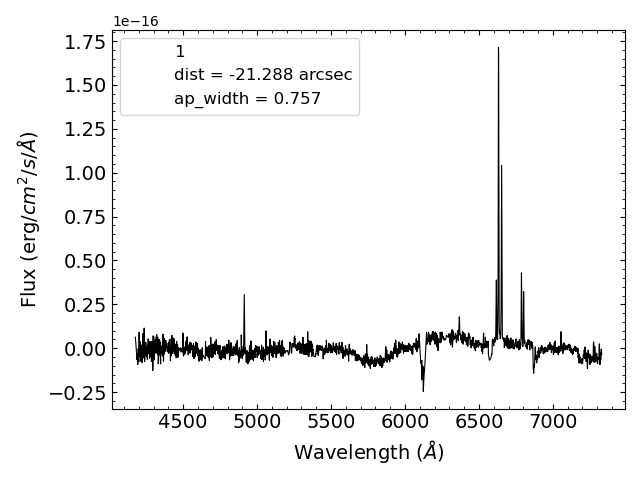 1e−16
1
dist = -21.288 arcsec
ap_width = 0.757
1.75
1.50
1.25
1.00
0.75
0.50
0.25
0.00
−0.25
Flux (erg/cm²/s/Å)
4500 5000 5500 6000 6500 7000
Wavelength (Å)